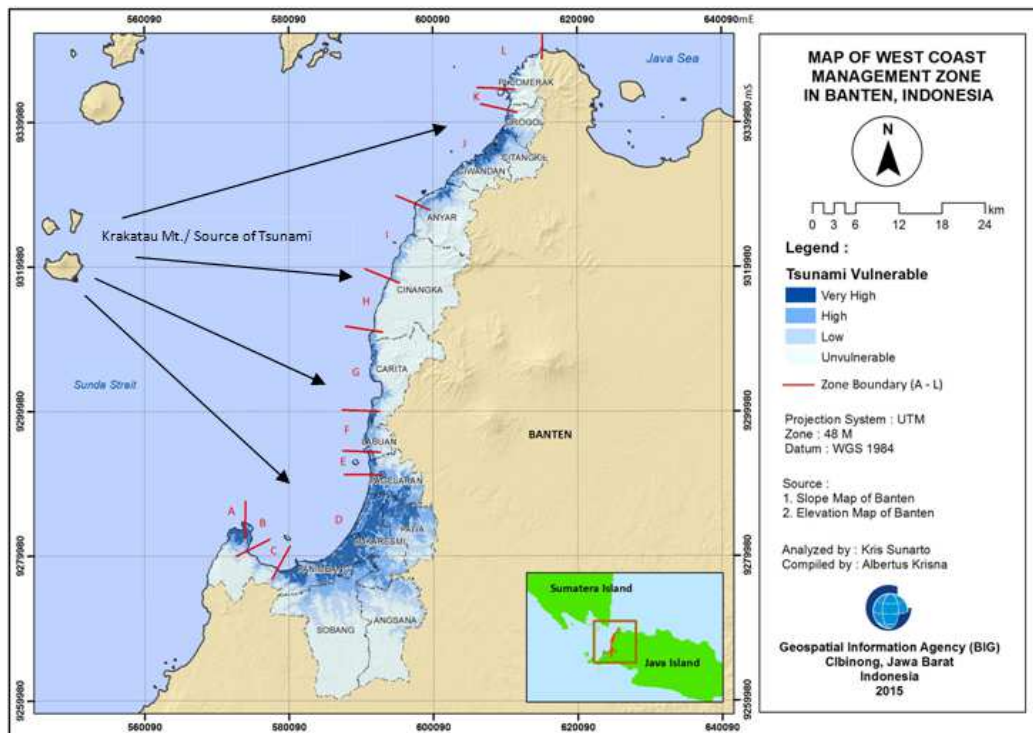 560090
580090
600090
620090
640090mE
9339980.mS
9319980
9299980
9279980
9259980
9339980
9319980
9299980
9279980
9259980
560090
580090
600090
620090
640090
Java Sea
L
PULOMERAK
K
GROGOL
J
CITANGKIL
CIWANDAN
ANYAR
Krakatau Mt./ Source of Tsunami
I
CINANGKA
H
G
CARITA
Sunda Strait
F
LABUAN
BANTEN
E
PAGELARAN
A
B
D
PATIA
C
SUKARESMI
PANIMBANG
SOBANG
ANGSANA
Sumatera Island
Java Island
MAP OF WEST COAST
MANAGEMENT ZONE
IN BANTEN, INDONESIA
N
0 3 6 12 18 24 km
Legend :
Tsunami Vulnerable
Very High
High
Low
Unvulnerable
Zone Boundary (A - L)
Projection System : UTM
Zone : 48 M
Datum : WGS 1984
Source :
1. Slope Map of Banten
2. Elevation Map of Banten
Analyzed by : Kris Sunarto
Compiled by : Albertus Krisna
Geospatial Information Agency (BIG)
CIbinong, Jawa Barat
Indonesia
2015